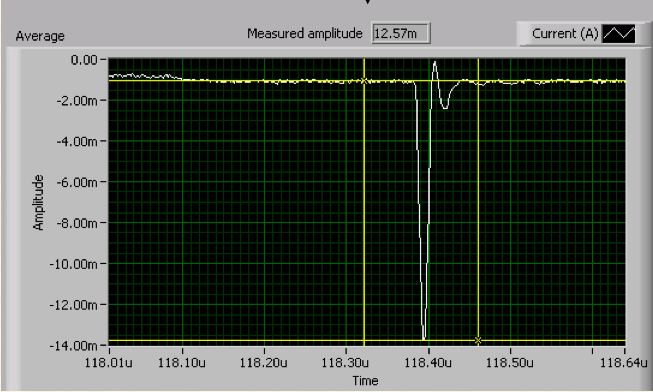 Average Measured amplitude 12.57m Current (A)
0.00
-2.00m
-4.00m
-6.00m
-8.00m
-10.00m
-12.00m
-14.00m
Amplitude
118.01u 118.10u 118.20u 118.30u 118.40u 118.50u 118.64u
Time